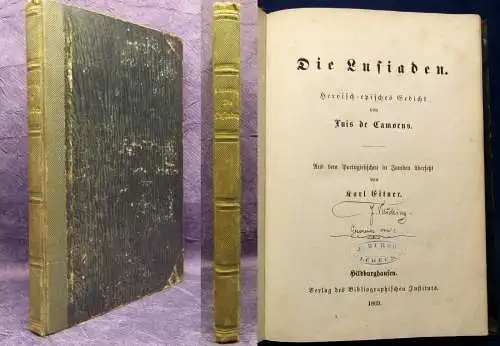 Die Lusiaden.
Heroisch-episches Gedicht
von
Luis de Camoens.
Aus dem Portugiesischen in Jamben übersetzt
von
Karl Eitner.
Hildburghausen.
Verlag des Bibliographischen Instituts.
1869.